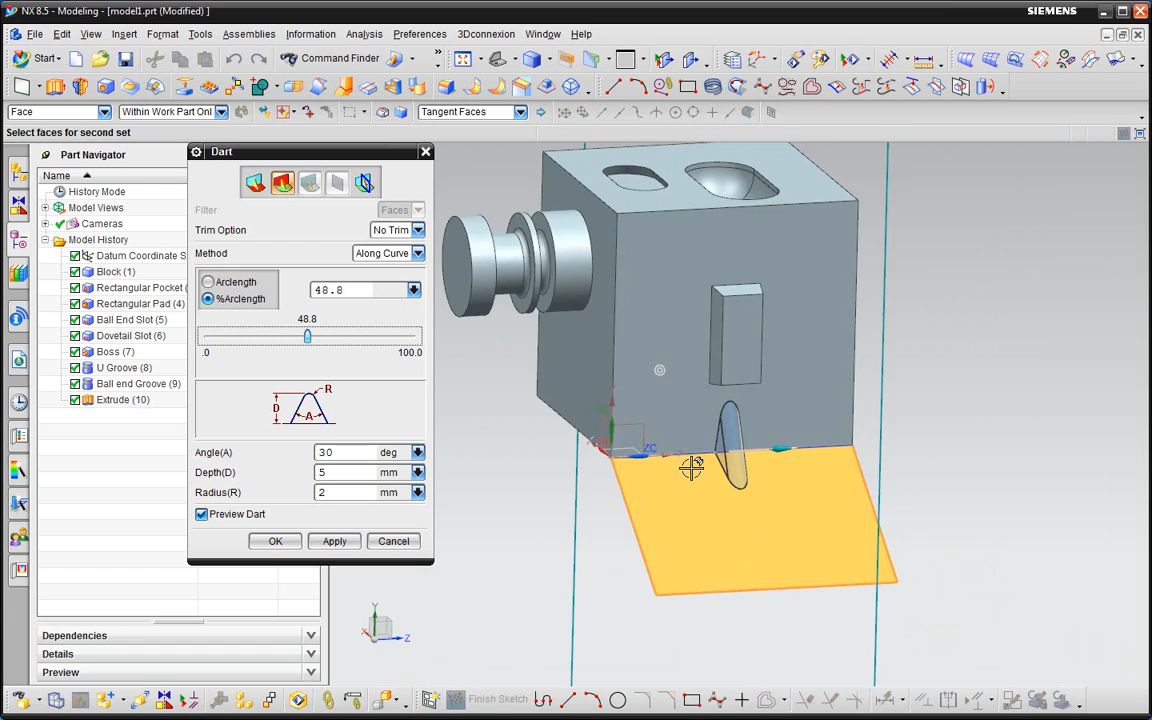 NX 8.5 - Modeling - [model1.prt (Modified) ]
SIEMENS
File Edit View Insert Format Tools Assemblies Information Analysis Preferences 3Dconnexion Window Help
Start Command Finder
Face Within Work Part Onl Tangent Faces
Select faces for second set
Part Navigator
Name
History Mode
Model Views
Cameras
Model History
Datum Coordinate S
Block (1)
Rectangular Pocket (
Rectangular Pad (4)
Ball End Slot (5)
Dovetail Slot (6)
Boss (7)
U Groove (8)
Ball end Groove (9)
Extrude (10)
Dependencies
Details
Preview
Dart
Filter Faces
Trim Option No Trim
Method Along Curve
Arclength
%Arclength
48.8
48.8
.0 100.0
R
D
A
Angle(A) 30 deg
Depth(D) 5 mm
Radius(R) 2 mm
Preview Dart
OK Apply Cancel
ZC
Y
X
Z
Finish Sketch